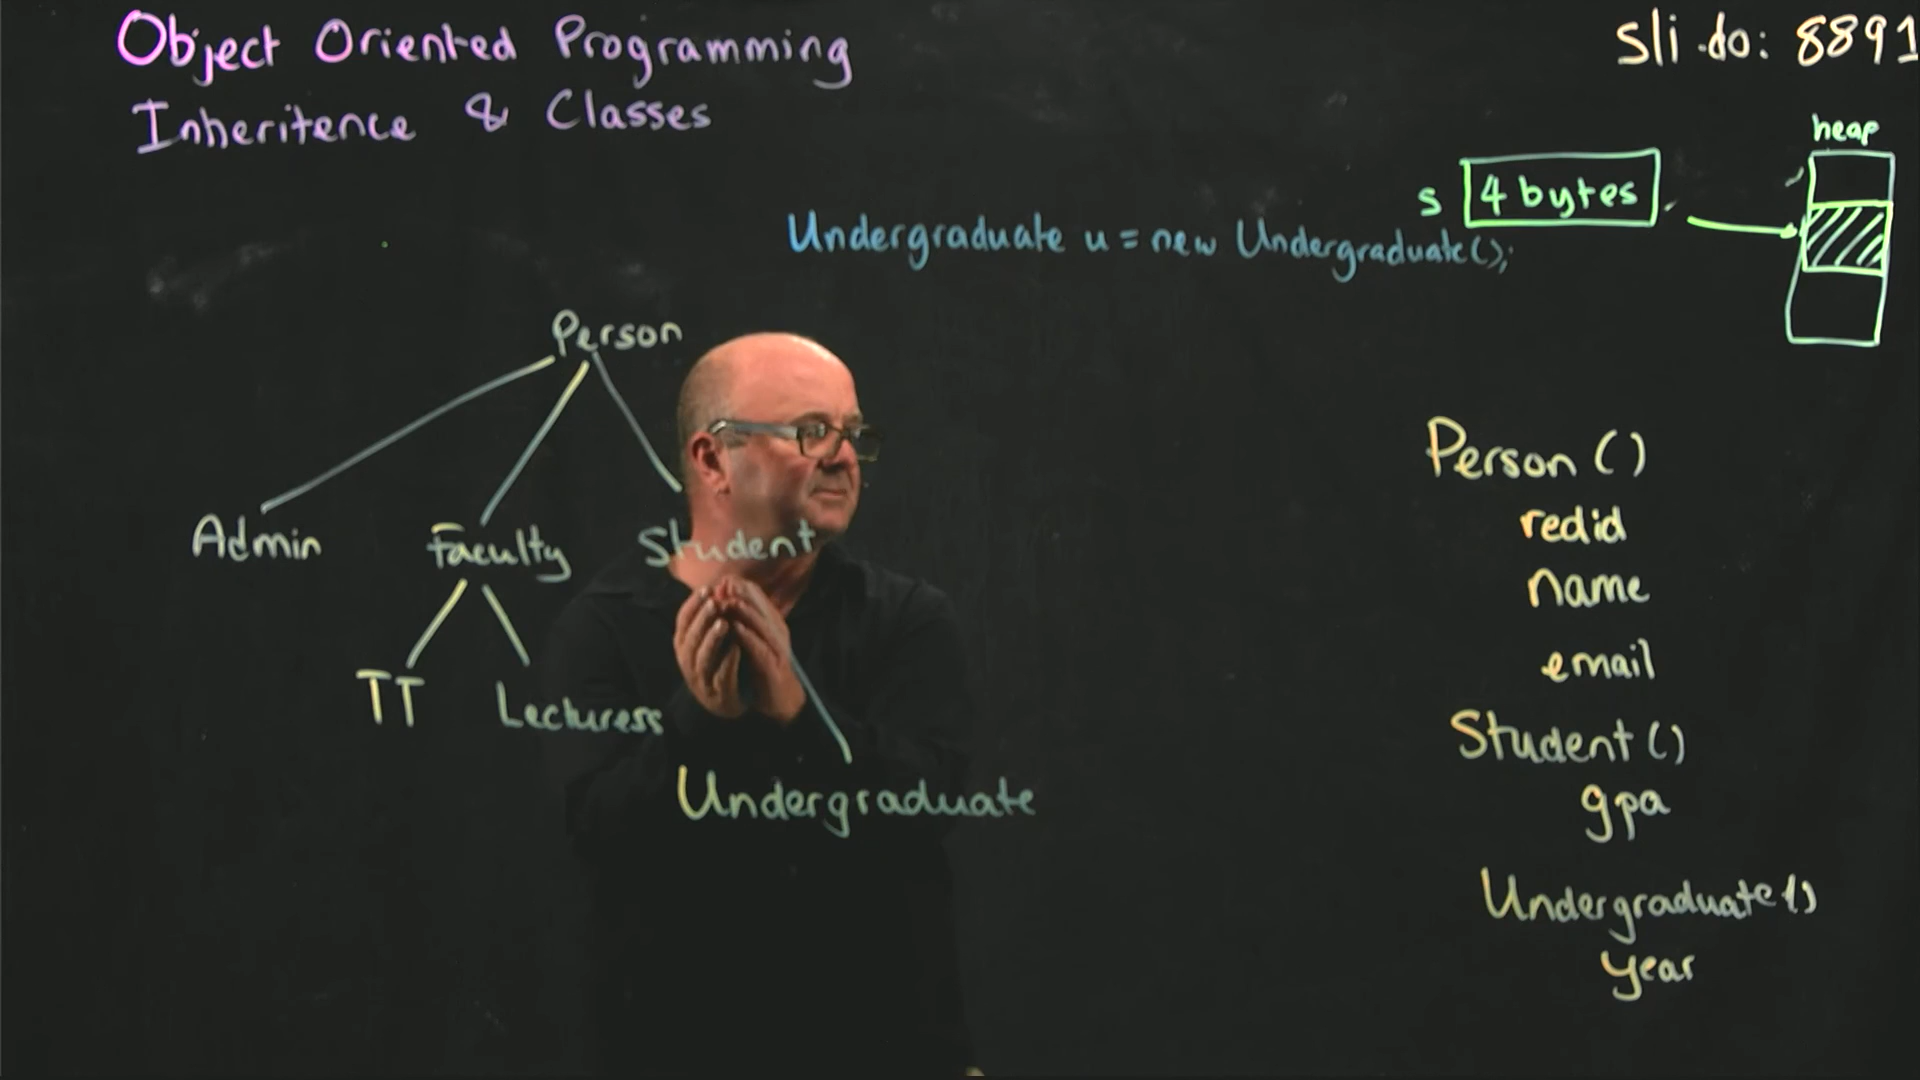 Object Oriented Programming
Inheritence & Classes
sli.do: 8891
heap
s 4 bytes
Undergraduate u = new Undergraduate();
Person
Admin Faculty Student
TT Lecturess
Undergraduate
Person ()
redid
name
email
Student ()
gpa
Undergraduate ()
year